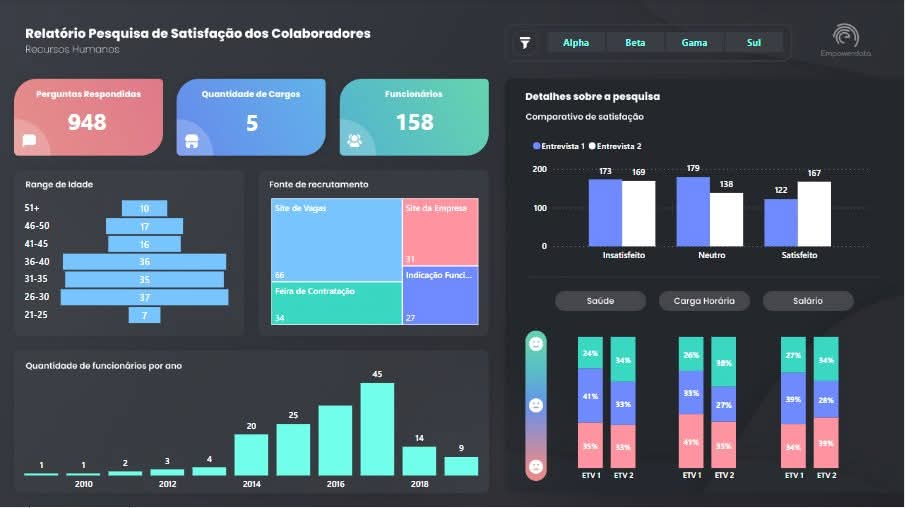 Relatório Pesquisa de Satisfação dos Colaboradores
Recursos Humanos
Alpha
Beta
Gama
Sul
Empowerdata
Perguntas Respondidas
948
Quantidade de Cargos
5
Funcionários
158
Range de Idade
51+
10
46-50
17
41-45
16
36-40
36
31-35
35
26-30
37
21-25
7
Fonte de recrutamento
Site de Vagas
66
Site da Empresa
31
Feira de Contratação
34
Indicação Funci...
27
Quantidade de funcionários por ano
1
1
2
3
4
20
25
45
14
9
2010
2012
2014
2016
2018
Detalhes sobre a pesquisa
Comparativo de satisfação
Entrevista 1
Entrevista 2
200
100
0
173
169
179
138
122
167
Insatisfeito
Neutro
Satisfeito
Saúde
Carga Horária
Salário
24%
34%
26%
38%
27%
34%
41%
33%
33%
27%
39%
28%
35%
33%
41%
35%
34%
39%
ETV 1
ETV 2
ETV 1
ETV 2
ETV 1
ETV 2